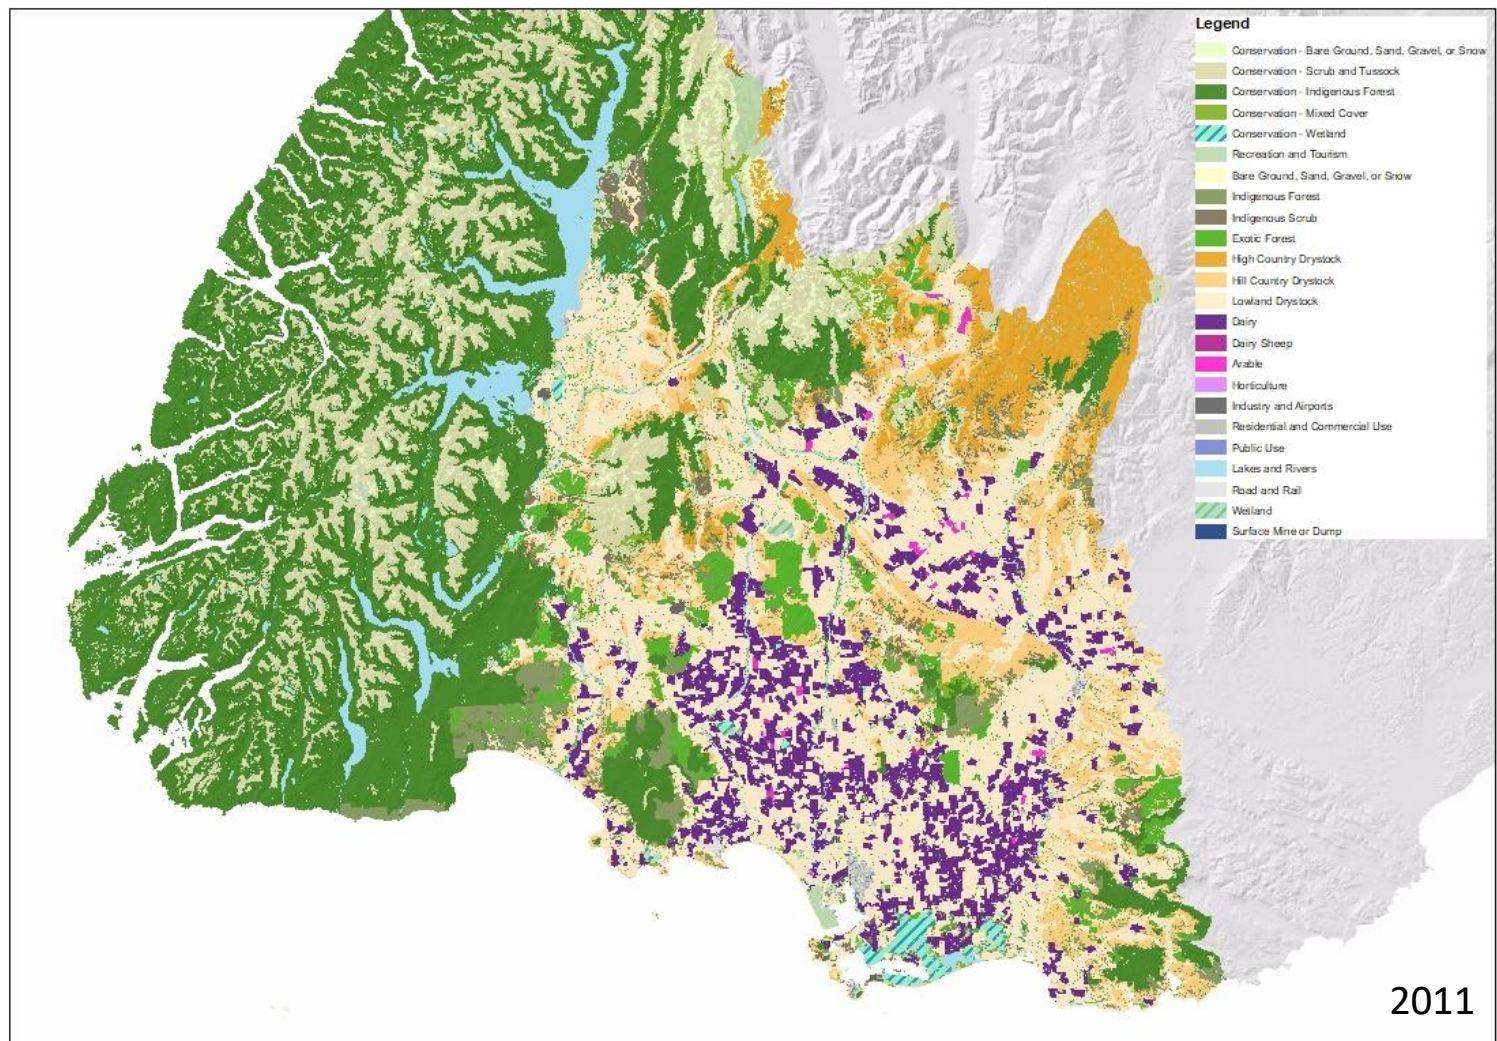 Legend
Conservation - Bare Ground, Sand, Gravel, or Snow
Conservation - Scrub and Tussock
Conservation - Indigenous Forest
Conservation - Mixed Cover
Conservation - Wetland
Recreation and Tourism
Bare Ground, Sand, Gravel, or Snow
Indigenous Forest
Indigenous Scrub
Exotic Forest
High Country Drystock
Hill Country Drystock
Lowland Drystock
Dairy
Dairy Sheep
Arable
Horticulture
Industry and Airports
Residential and Commercial Use
Public Use
Lakes and Rivers
Road and Rail
Wetland
Surface Mine or Dump
2011